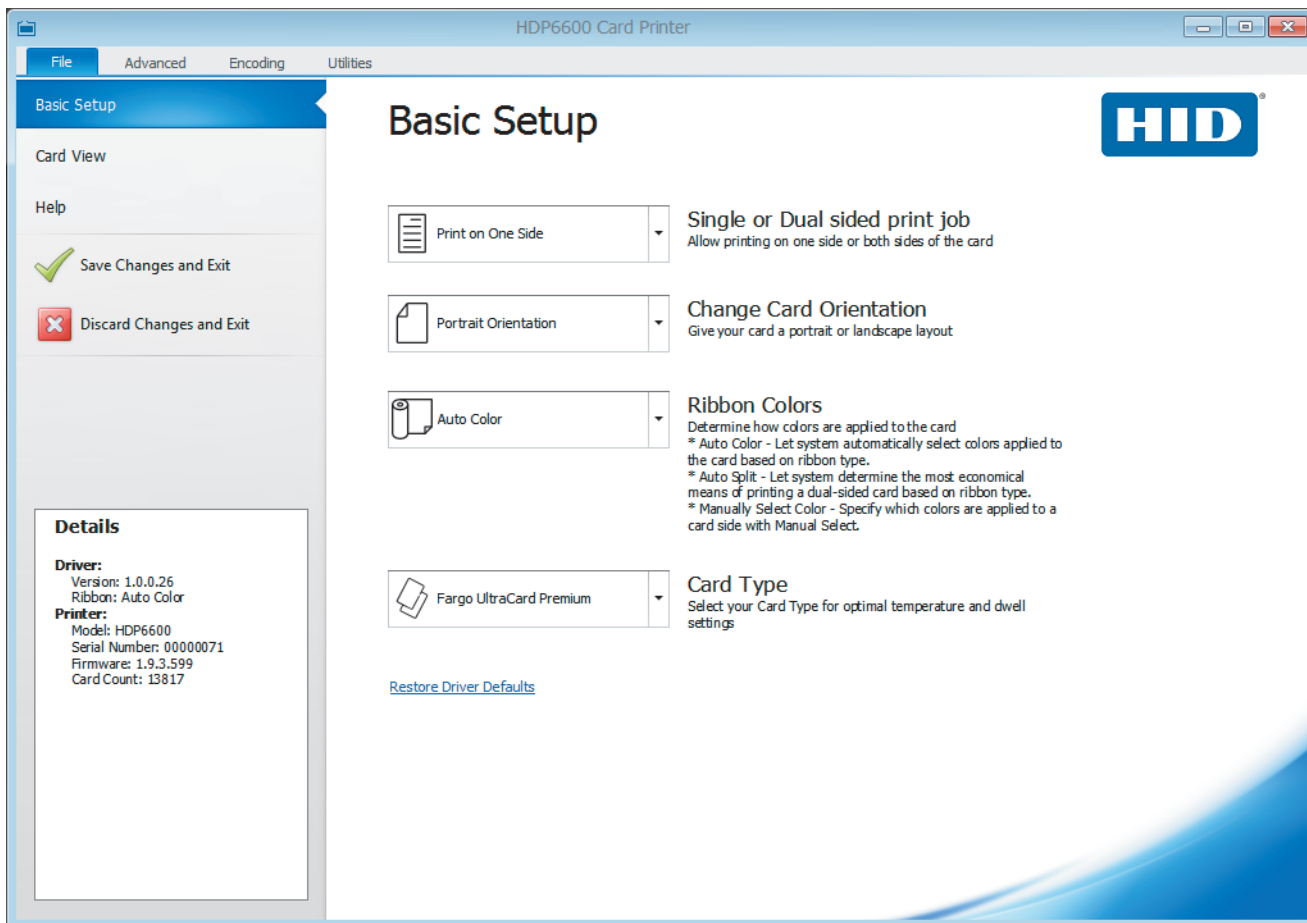 HDP6600 Card Printer
File Advanced Encoding Utilities
Basic Setup
Card View
Help
Save Changes and Exit
Discard Changes and Exit
Details
Driver:
Version: 1.0.0.26
Ribbon: Auto Color
Printer:
Model: HDP6600
Serial Number: 00000071
Firmware: 1.9.3.599
Card Count: 13817
Basic Setup
HID®
Print on One Side
Single or Dual sided print job
Allow printing on one side or both sides of the card
Portrait Orientation
Change Card Orientation
Give your card a portrait or landscape layout
Auto Color
Ribbon Colors
Determine how colors are applied to the card
* Auto Color - Let system automatically select colors applied to
the card based on ribbon type.
* Auto Split - Let system determine the most economical
means of printing a dual-sided card based on ribbon type.
* Manually Select Color - Specify which colors are applied to a
card side with Manual Select.
Fargo UltraCard Premium
Card Type
Select your Card Type for optimal temperature and dwell
settings
Restore Driver Defaults